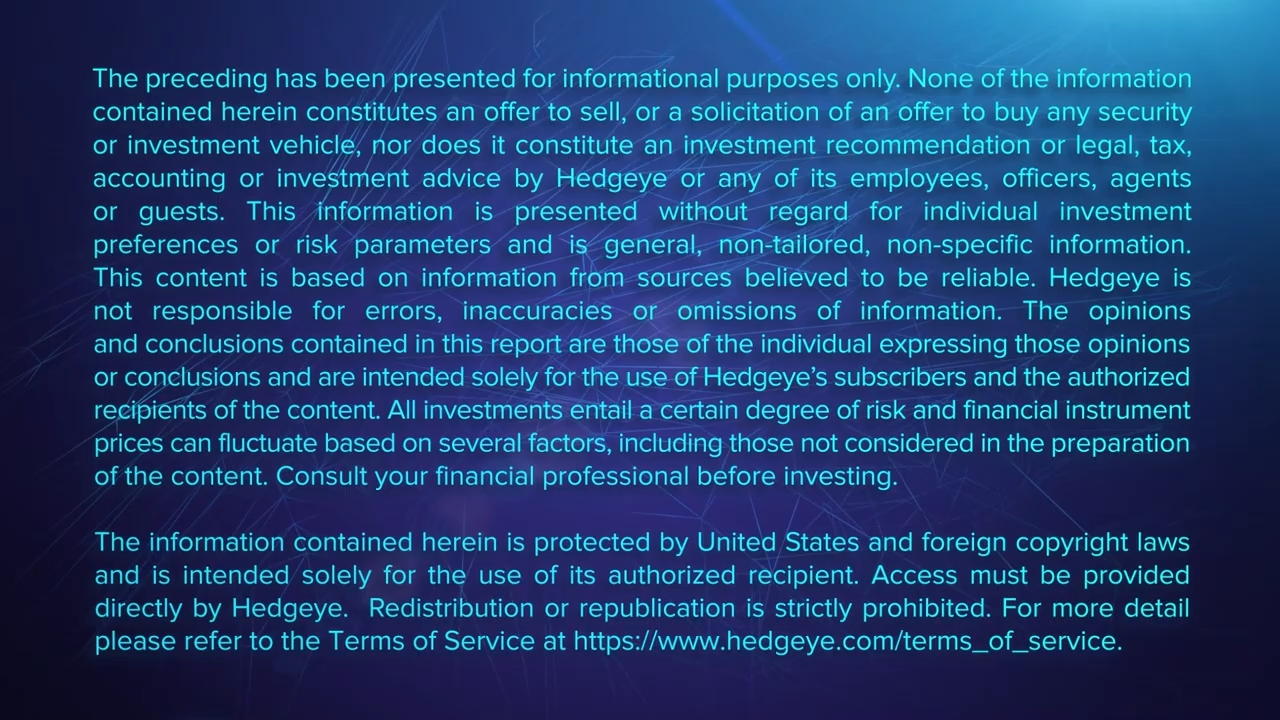 The preceding has been presented for informational purposes only. None of the information
contained herein constitutes an offer to sell, or a solicitation of an offer to buy any security
or investment vehicle, nor does it constitute an investment recommendation or legal, tax,
accounting or investment advice by Hedgeye or any of its employees, officers, agents
or guests. This information is presented without regard for individual investment
preferences or risk parameters and is general, non-tailored, non-specific information.
This content is based on information from sources believed to be reliable. Hedgeye is
not responsible for errors, inaccuracies or omissions of information. The opinions
and conclusions contained in this report are those of the individual expressing those opinions
or conclusions and are intended solely for the use of Hedgeye’s subscribers and the authorized
recipients of the content. All investments entail a certain degree of risk and financial instrument
prices can fluctuate based on several factors, including those not considered in the preparation
of the content. Consult your financial professional before investing.
The information contained herein is protected by United States and foreign copyright laws
and is intended solely for the use of its authorized recipient. Access must be provided
directly by Hedgeye.  Redistribution or republication is strictly prohibited. For more detail
please refer to the Terms of Service at https://www.hedgeye.com/terms_of_service.